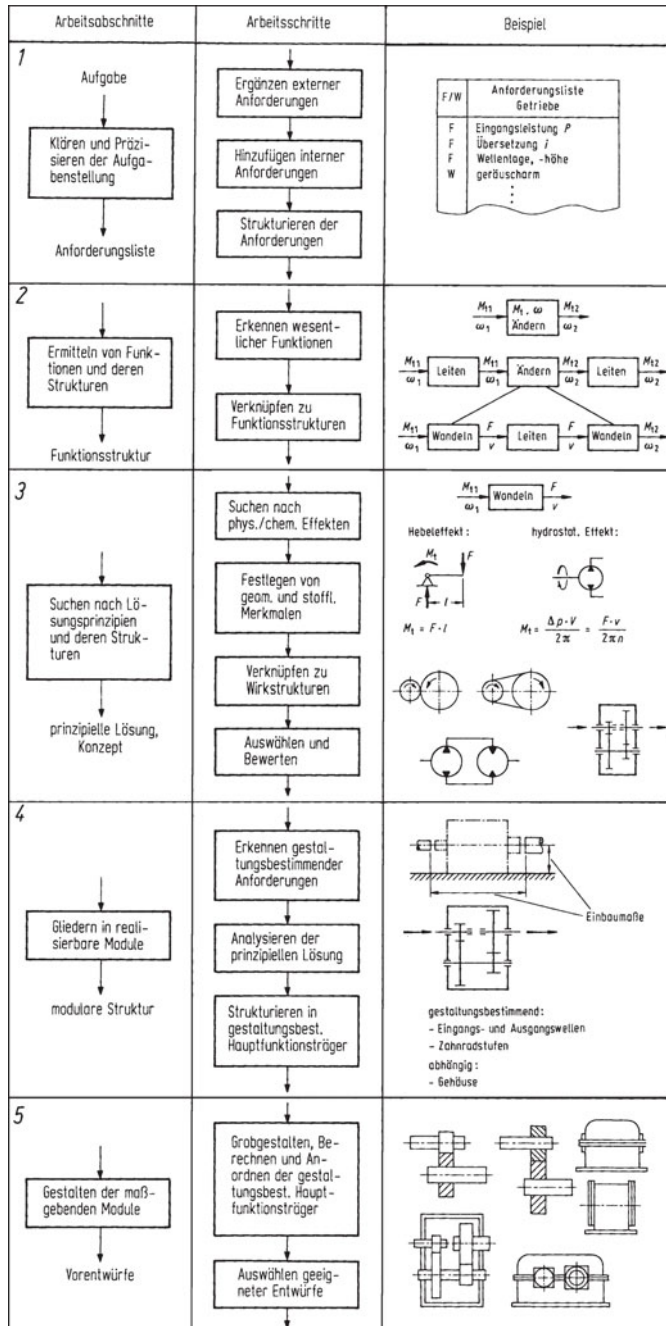 Arbeitsabschnitte
Arbeitsschritte
Beispiel
1
Aufgabe
Klären und Präzi-
sieren der Aufga-
benstellung
Anforderungsliste
Ergänzen externer
Anforderungen
Hinzufügen interner
Anforderungen
Strukturieren der
Anforderungen
F/W
Anforderungsliste
Getriebe
F Eingangsleistung P
F Übersetzung i
F Wellenlage, -höhe
W geräuscharm
⋮
2
Ermitteln von Funk-
tionen und deren
Strukturen
Funktionsstruktur
Erkennen wesent-
licher Funktionen
Verknüpfen zu
Funktionsstrukturen
Mt1 Mt, ω Mt2
ω1 Ändern ω2
Mt1 Mt1 Mt2 Mt2
Leiten Ändern Leiten
ω1 ω1 ω2 ω2
Mt1 F F Mt2
Wandeln Leiten Wandeln
ω1 v v ω2
3
Suchen nach Lö-
sungsprinzipien
und deren Struk-
turen
prinzipielle Lösung,
Konzept
Suchen nach
phys./chem. Effekten
Festlegen von
geom. und stoffl.
Merkmalen
Verknüpfen zu
Wirkstrukturen
Auswählen und
Bewerten
Mt1 F
Wandeln
ω1 v
Hebeleffekt: hydrostat. Effekt:
Mt F
F l
Mt = F·l Mt = Δp·V / 2π = F·v / 2πn
4
Gliedern in reali-
sierbare Module
modulare Struktur
Erkennen gestal-
tungsbestimmender
Anforderungen
Analysieren der
prinzipiellen Lösung
Strukturieren in
gestaltungsbest.
Hauptfunktionsträger
Einbaumaße
gestaltungsbestimmend:
- Eingangs- und Ausgangswellen
- Zahnradstufen
abhängig:
- Gehäuse
5
Gestalten der maß-
gebenden Module
Vorentwürfe
Grobgestalten, Be-
rechnen und An-
ordnen der gestal-
tungsbest. Haupt-
funktionsträger
Auswählen geeig-
neter Entwürfe